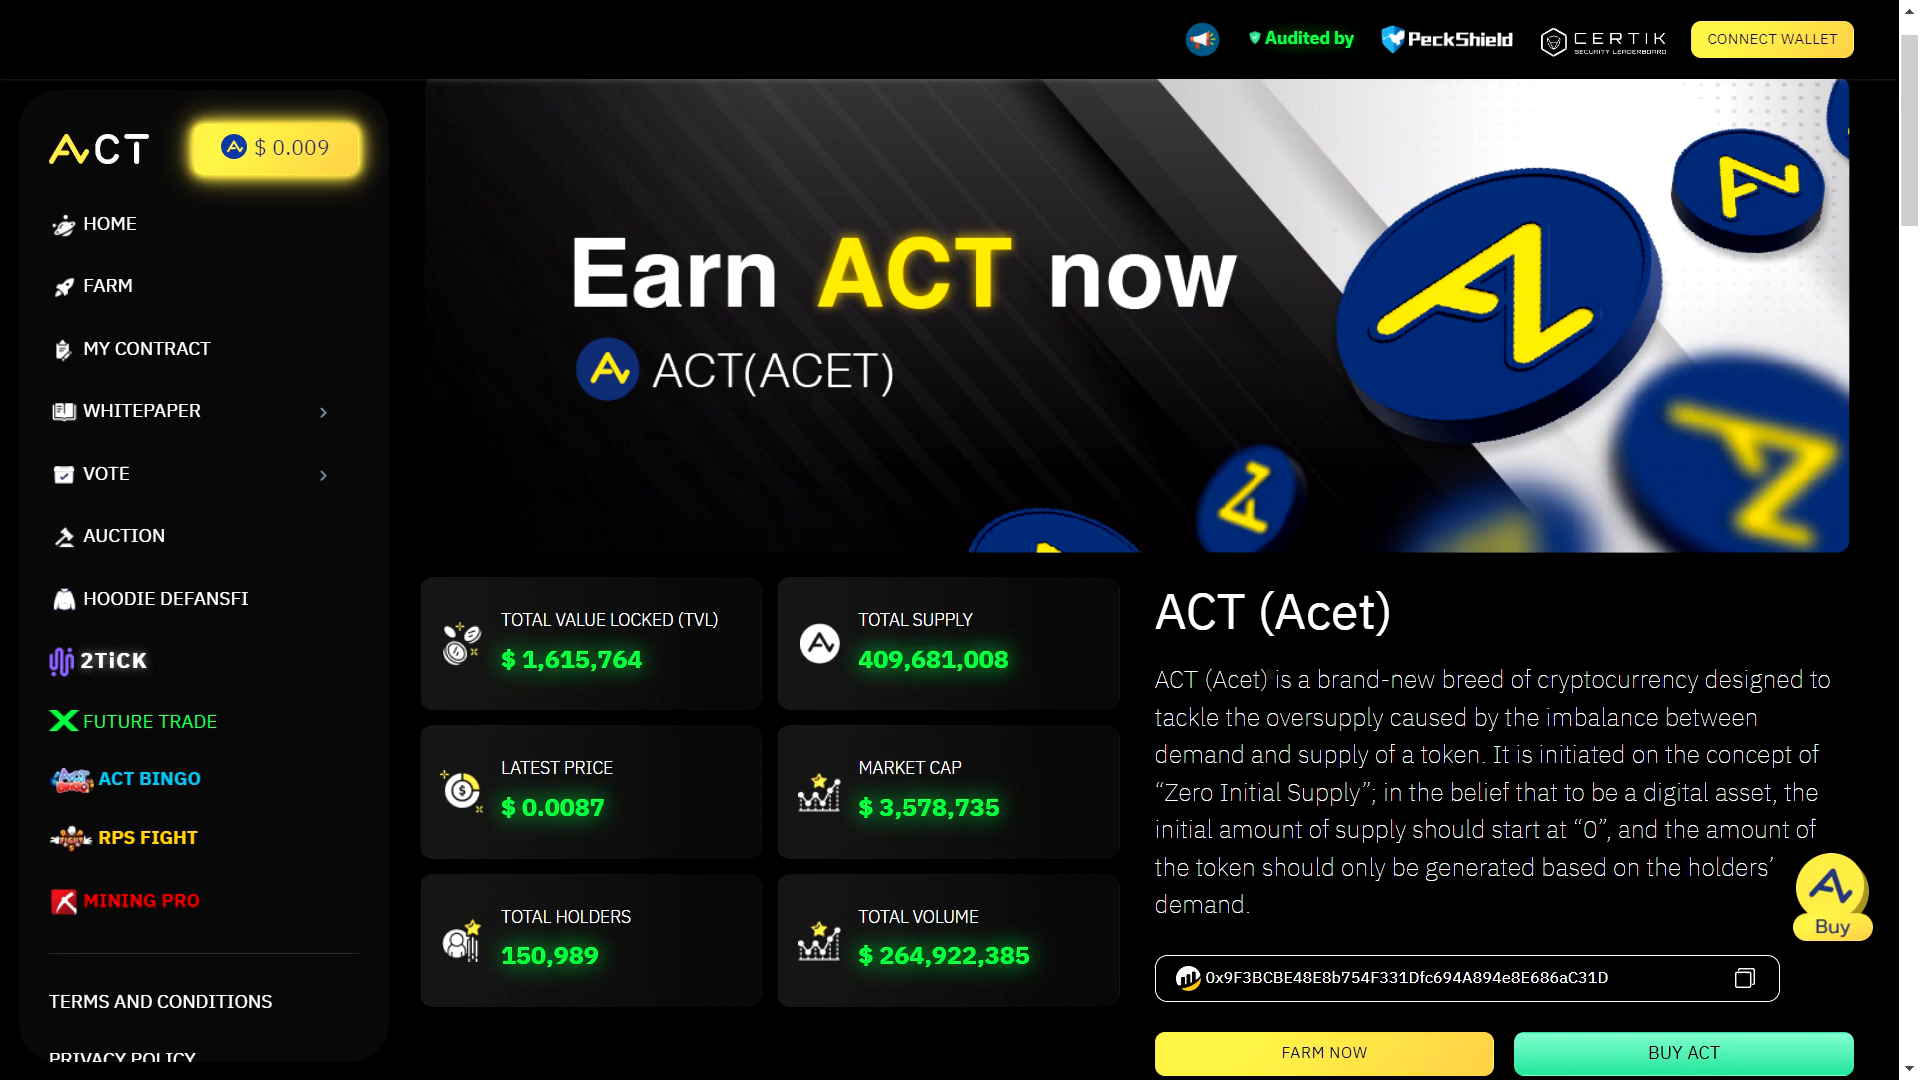 Audited by
PeckShield
CERTIK
SECURITY LEADERBOARD
CONNECT WALLET
ACT
$ 0.009
HOME
FARM
MY CONTRACT
WHITEPAPER
VOTE
AUCTION
HOODIE DEFANSFI
2TiCK
FUTURE TRADE
ACT BINGO
RPS FIGHT
MINING PRO
TERMS AND CONDITIONS
PRIVACY POLICY
Earn ACT now
ACT(ACET)
TOTAL VALUE LOCKED (TVL)
$ 1,615,764
TOTAL SUPPLY
409,681,008
LATEST PRICE
$ 0.0087
MARKET CAP
$ 3,578,735
TOTAL HOLDERS
150,989
TOTAL VOLUME
$ 264,922,385
ACT (Acet)
ACT (Acet) is a brand-new breed of cryptocurrency designed to
tackle the oversupply caused by the imbalance between
demand and supply of a token. It is initiated on the concept of
“Zero Initial Supply”; in the belief that to be a digital asset, the
initial amount of supply should start at “0”, and the amount of
the token should only be generated based on the holders’
demand.
Buy
0x9F3BCBE48E8b754F331Dfc694A894e8E686aC31D
FARM NOW
BUY ACT